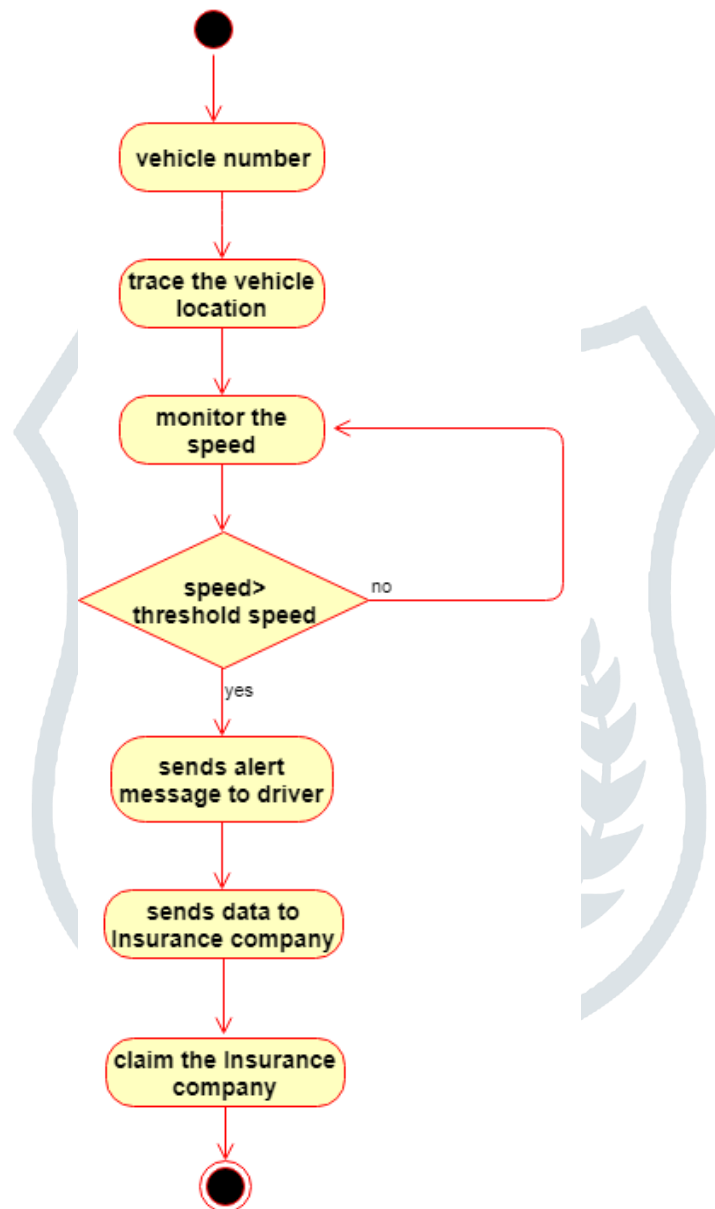 vehicle number
trace the vehicle
location
monitor the
speed
speed>
threshold speed
no
yes
sends alert
message to driver
sends data to
Insurance company
claim the Insurance
company